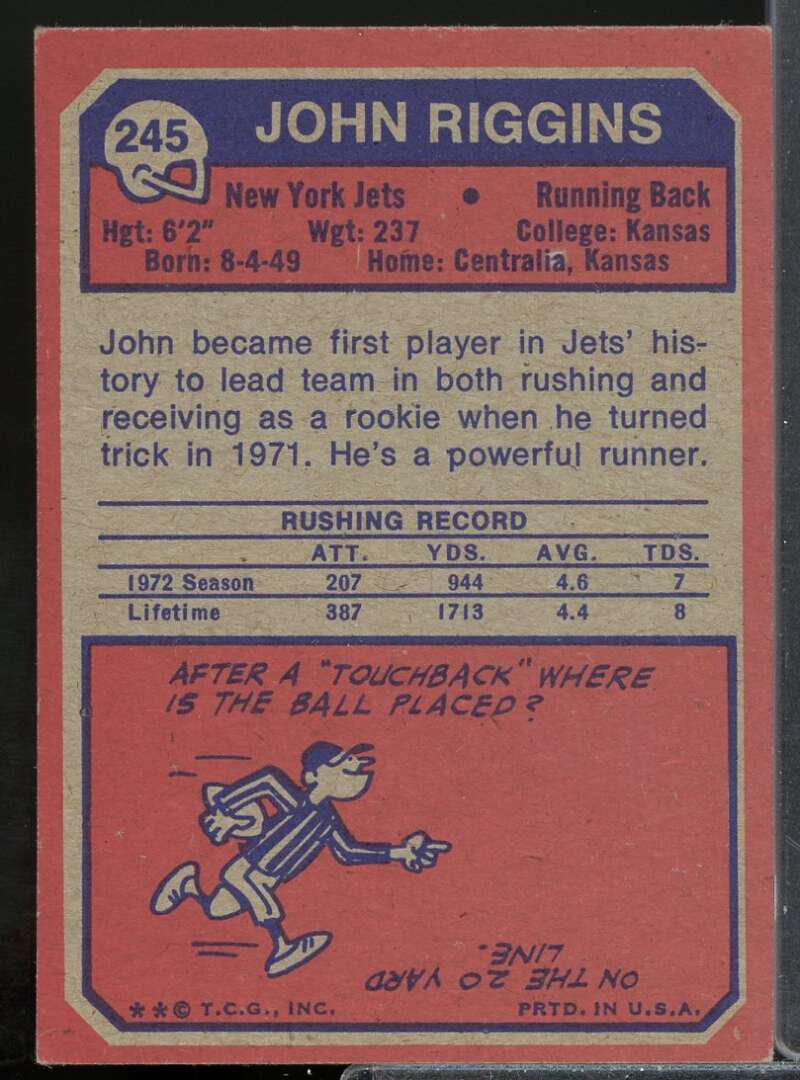 245
JOHN RIGGINS
New York Jets • Running Back
Hgt: 6'2" Wgt: 237 College: Kansas
Born: 8-4-49 Home: Centralia, Kansas
John became first player in Jets' his-
tory to lead team in both rushing and
receiving as a rookie when he turned
trick in 1971. He's a powerful runner.
RUSHING RECORD
ATT. YDS. AVG. TDS.
1972 Season 207 944 4.6 7
Lifetime 387 1713 4.4 8
AFTER A "TOUCHBACK" WHERE
IS THE BALL PLACED?
ON THE 20 YARD
LINE.
**© T.C.G., INC. PRTD. IN U.S.A.